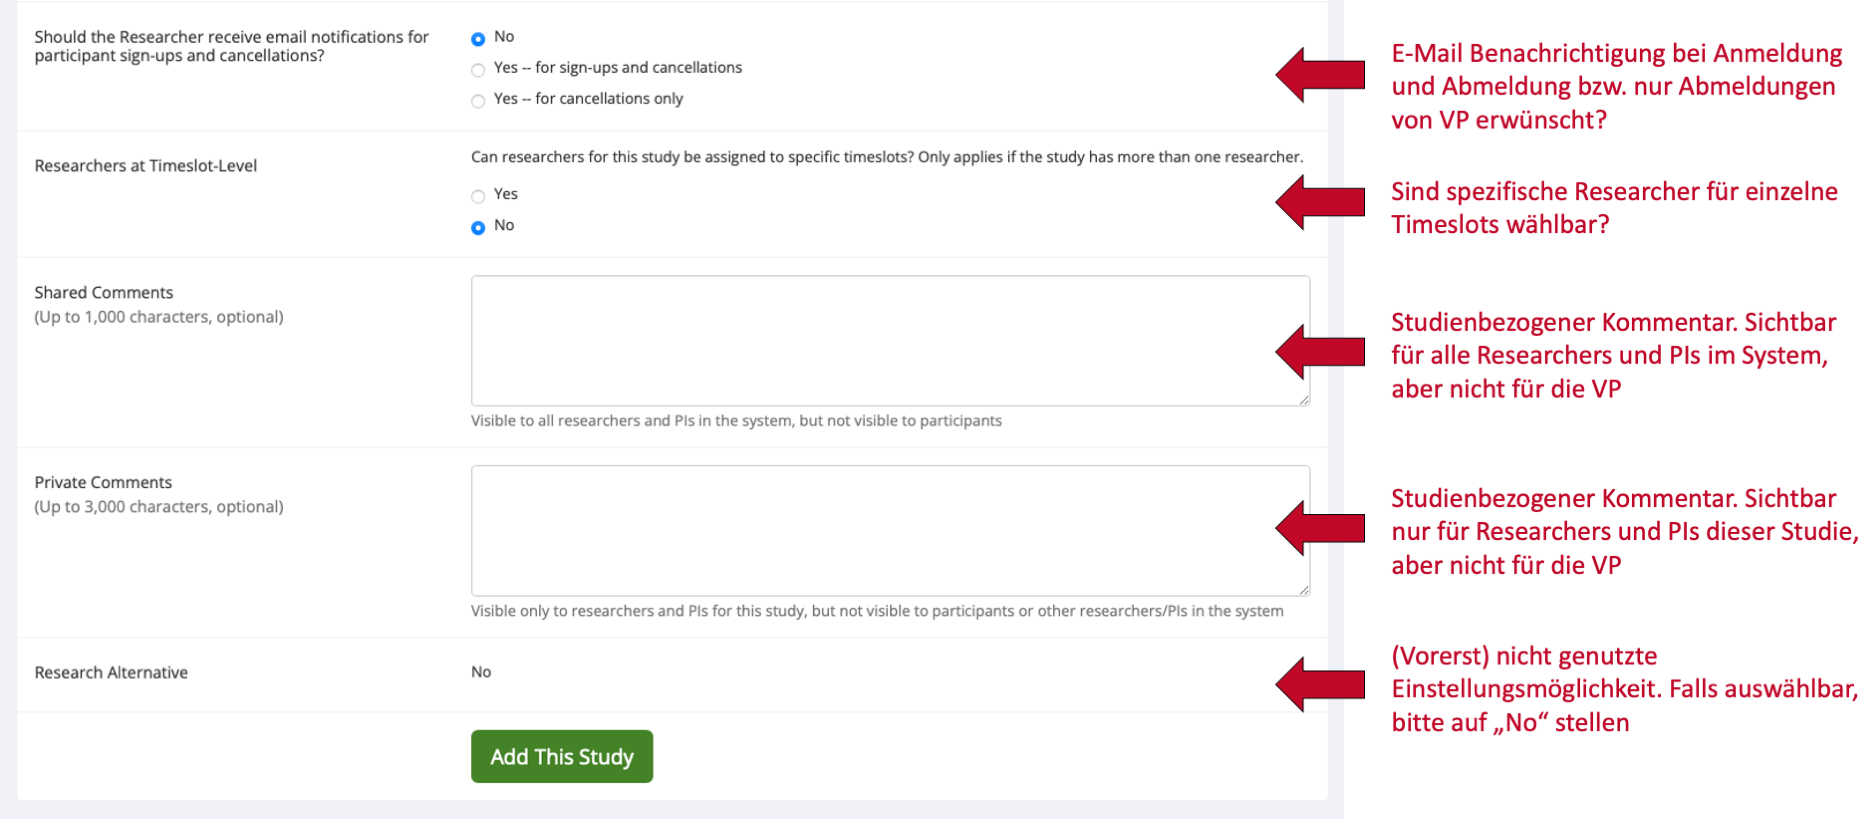 Should the Researcher receive email notifications for
participant sign-ups and cancellations?
No
Yes -- for sign-ups and cancellations
Yes -- for cancellations only
E-Mail Benachrichtigung bei Anmeldung
und Abmeldung bzw. nur Abmeldungen
von VP erwünscht?
Researchers at Timeslot-Level
Can researchers for this study be assigned to specific timeslots? Only applies if the study has more than one researcher.
Yes
No
Sind spezifische Researcher für einzelne
Timeslots wählbar?
Shared Comments
(Up to 1,000 characters, optional)
Visible to all researchers and PIs in the system, but not visible to participants
Studienbezogener Kommentar. Sichtbar
für alle Researchers und PIs im System,
aber nicht für die VP
Private Comments
(Up to 3,000 characters, optional)
Visible only to researchers and PIs for this study, but not visible to participants or other researchers/PIs in the system
Studienbezogener Kommentar. Sichtbar
nur für Researchers und PIs dieser Studie,
aber nicht für die VP
Research Alternative
No
(Vorerst) nicht genutzte
Einstellungsmöglichkeit. Falls auswählbar,
bitte auf „No“ stellen
Add This Study